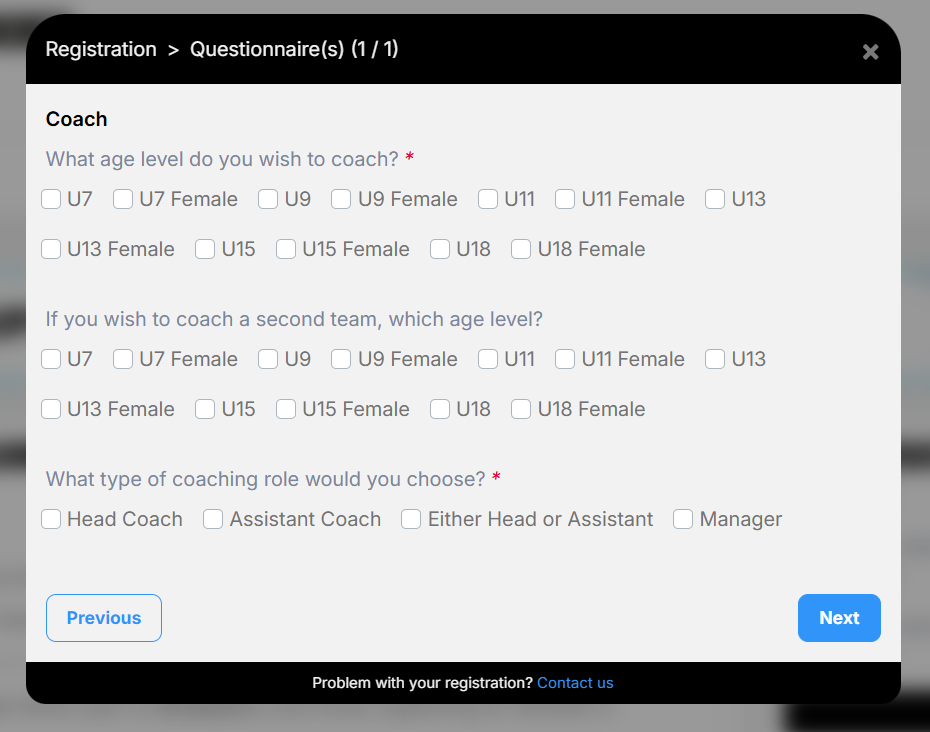 Registration > Questionnaire(s) (1 / 1) ×
Coach
What age level do you wish to coach? *
U7 U7 Female U9 U9 Female U11 U11 Female U13
U13 Female U15 U15 Female U18 U18 Female
If you wish to coach a second team, which age level?
U7 U7 Female U9 U9 Female U11 U11 Female U13
U13 Female U15 U15 Female U18 U18 Female
What type of coaching role would you choose? *
Head Coach Assistant Coach Either Head or Assistant Manager
Previous Next
Problem with your registration? Contact us